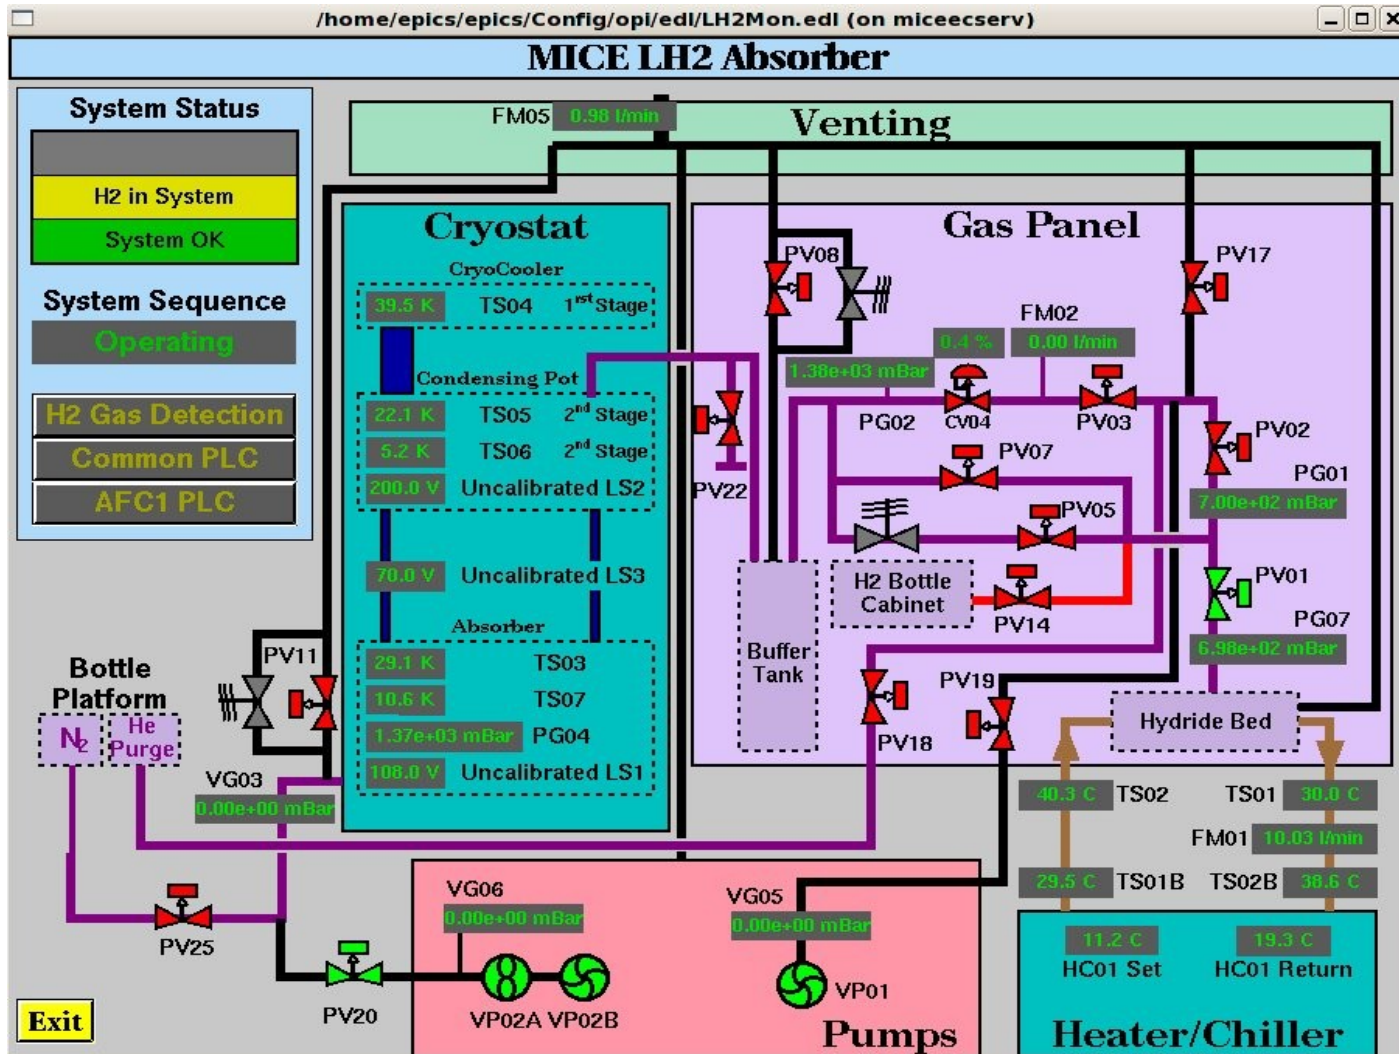 /home/epics/epics/Config/opi/edl/LH2Mon.edl (on miceecserv)
MICE LH2 Absorber
System Status
H2 in System
System OK
System Sequence
Operating
H2 Gas Detection
Common PLC
AFC1 PLC
FM05 0.98 l/min
Venting
Cryostat
CryoCooler
39.5 K TS04 1rst Stage
Condensing Pot
22.1 K TS05 2nd Stage
5.2 K TS06 2nd Stage
200.0 V Uncalibrated LS2
70.0 V Uncalibrated LS3
Absorber
29.1 K TS03
10.6 K TS07
1.37e+03 mBar PG04
108.0 V Uncalibrated LS1
Gas Panel
PV08
PV17
FM02
0.4 %
0.00 l/min
1.38e+03 mBar
PG02
CV04
PV03
PV02
PV22
PV07
PG01
7.00e+02 mBar
PV05
H2 Bottle
Cabinet
PV14
PV01
PG07
6.98e+02 mBar
Buffer
Tank
PV18
PV19
Hydride Bed
PV11
Bottle
Platform
N2
He
Purge
VG03
0.00e+00 mBar
PV25
PV20
40.3 C TS02
TS01 30.0 C
FM01 10.03 l/min
29.5 C TS01B
TS02B 38.6 C
VG06
0.00e+00 mBar
VG05
0.00e+00 mBar
VP02A VP02B
VP01
Pumps
11.2 C
HC01 Set
19.3 C
HC01 Return
Heater/Chiller
Exit